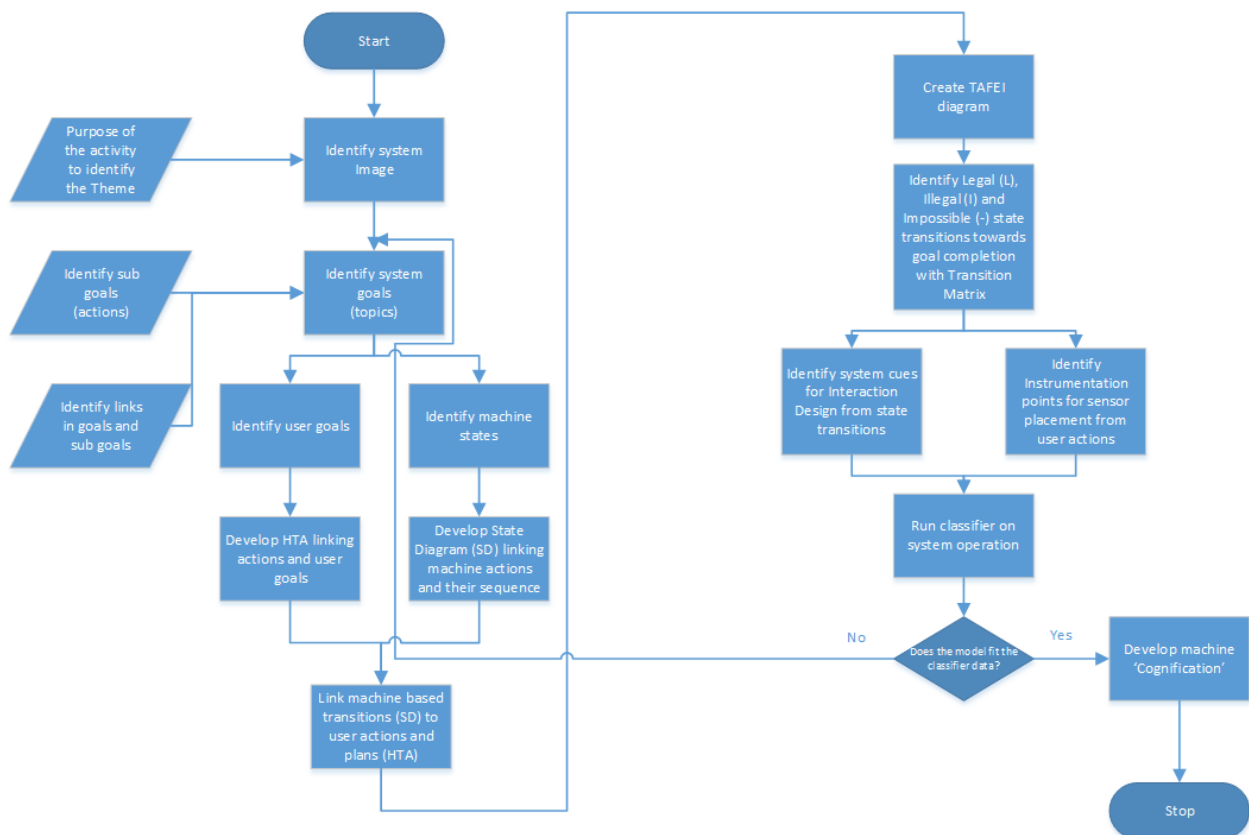 Start
Purpose of
the activity
to identify
the Theme
Identify system
Image
Identify sub
goals
(actions)
Identify system
goals
(topics)
Identify links
in goals and
sub goals
Identify user goals
Identify machine
states
Develop HTA linking
actions and user
goals
Develop State
Diagram (SD) linking
machine actions
and their sequence
Link machine based
transitions (SD) to
user actions and
plans (HTA)
Create TAFEI
diagram
Identify Legal (L),
Illegal (I) and
Impossible (-) state
transitions towards
goal completion
with Transition
Matrix
Identify system cues
for Interaction
Design from state
transitions
Identify
Instrumentation
points for sensor
placement from
user actions
Run classifier on
system operation
Does the model fit the
classifier data?
No
Yes
Develop machine
‘Cognification’
Stop